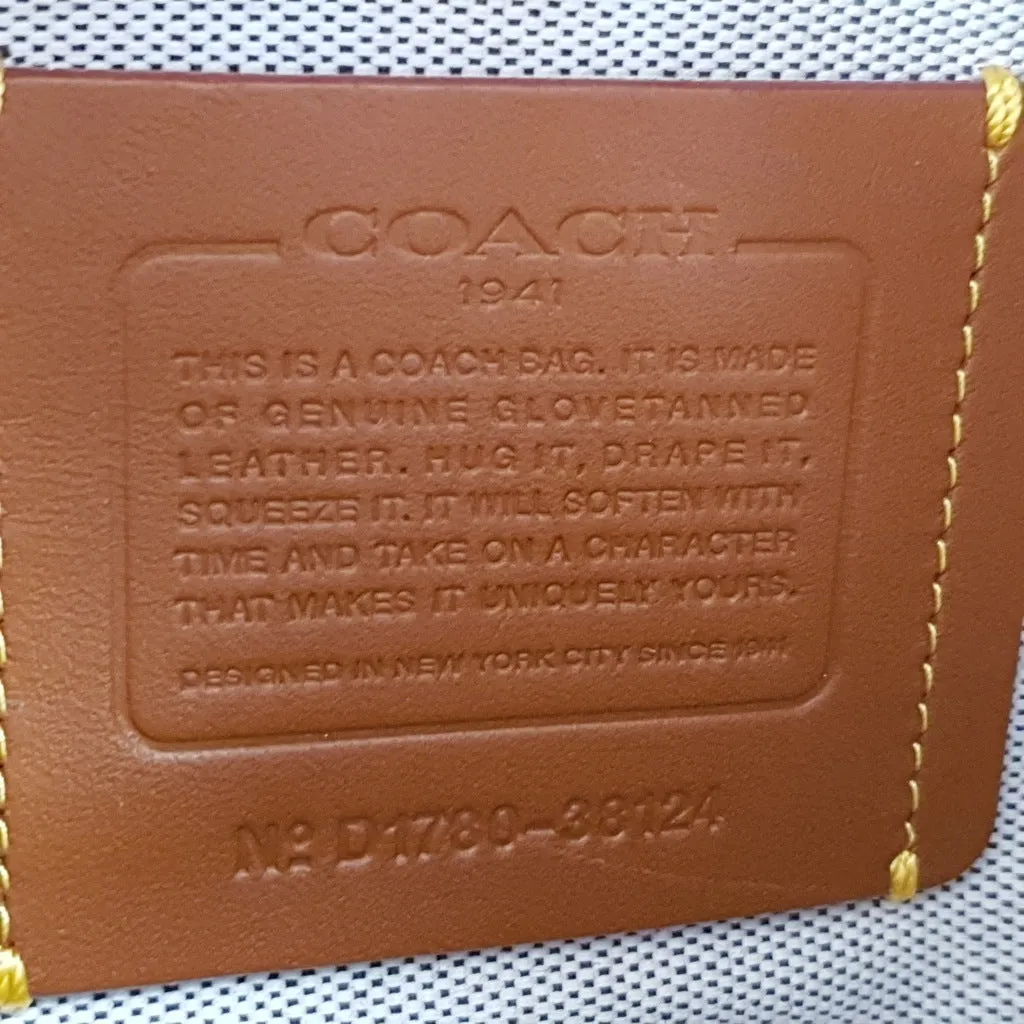 COACH
1941
THIS IS A COACH BAG. IT IS MADE
OF GENUINE GLOVETANNED
LEATHER. HUG IT, DRAPE IT,
SQUEEZE IT. IT WILL SOFTEN WITH
TIME AND TAKE ON A CHARACTER
THAT MAKES IT UNIQUELY YOURS.
DESIGNED IN NEW YORK CITY SINCE 1941
Nº D1780-38124